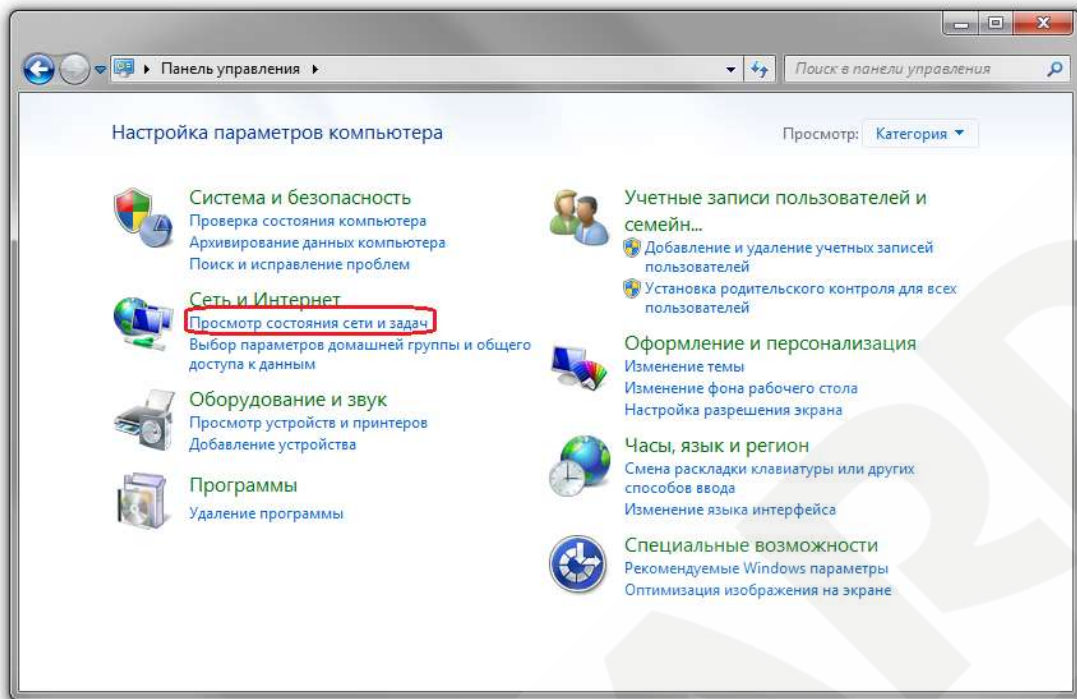 Панель управления
Поиск в панели управления
Настройка параметров компьютера
Просмотр: Категория
Система и безопасность
Проверка состояния компьютера
Архивирование данных компьютера
Поиск и исправление проблем
Сеть и Интернет
Просмотр состояния сети и задач
Выбор параметров домашней группы и общего
доступа к данным
Оборудование и звук
Просмотр устройств и принтеров
Добавление устройства
Программы
Удаление программы
Учетные записи пользователей и
семейн...
Добавление и удаление учетных записей
пользователей
Установка родительского контроля для всех
пользователей
Оформление и персонализация
Изменение темы
Изменение фона рабочего стола
Настройка разрешения экрана
Часы, язык и регион
Смена раскладки клавиатуры или других
способов ввода
Изменение языка интерфейса
Специальные возможности
Рекомендуемые Windows параметры
Оптимизация изображения на экране